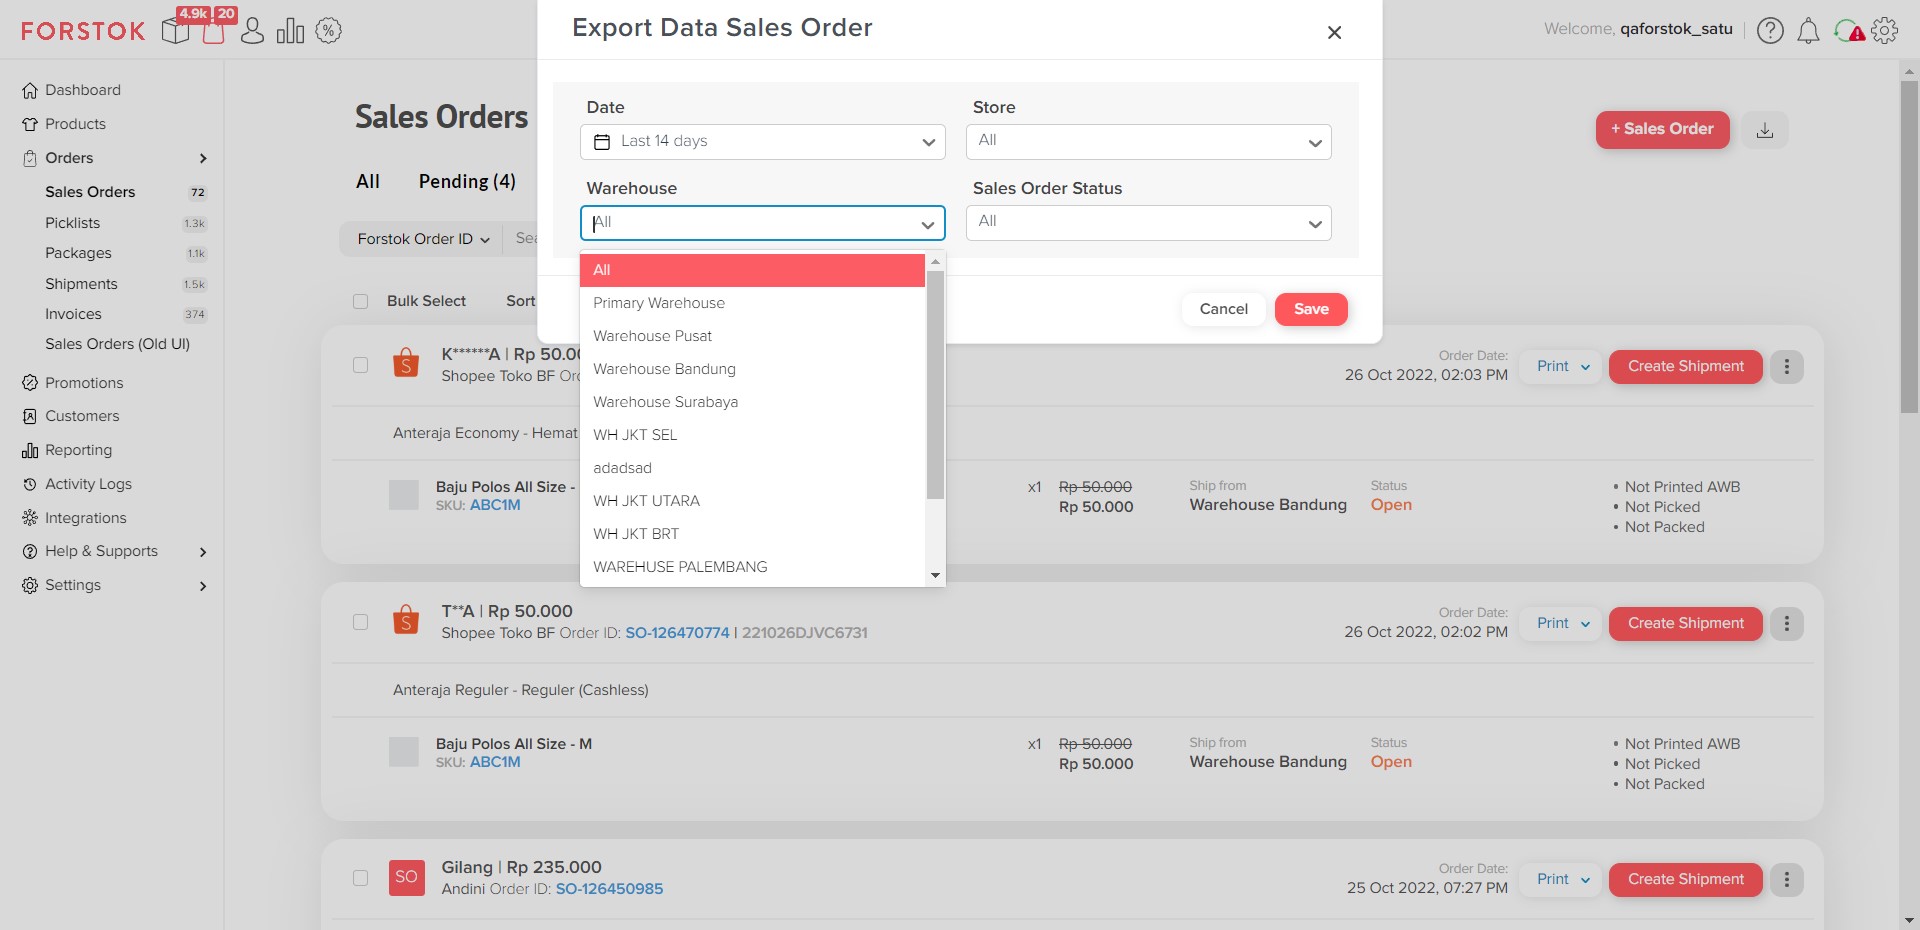 FORSTOK
4.9k
20
Welcome, qaforstok_satu
Dashboard
Products
Orders
Sales Orders 72
Picklists 1.3k
Packages 1.1k
Shipments 1.5k
Invoices 374
Sales Orders (Old UI)
Promotions
Customers
Reporting
Activity Logs
Integrations
Help & Supports
Settings
Sales Orders
+ Sales Order
All Pending (4)
Forstok Order ID
Bulk Select Sort
Export Data Sales Order
Date
Last 14 days
Store
All
Warehouse
All
Sales Order Status
All
All
Primary Warehouse
Warehouse Pusat
Warehouse Bandung
Warehouse Surabaya
WH JKT SEL
adadsad
WH JKT UTARA
WH JKT BRT
WAREHUSE PALEMBANG
Cancel
Save
K******A | Rp 50.00
Shopee Toko BF
Order Date:
26 Oct 2022, 02:03 PM
Print
Create Shipment
Anteraja Economy - Hemat
Baju Polos All Size -
SKU: ABC1M
x1
Rp 50.000
Rp 50.000
Ship from
Warehouse Bandung
Status
Open
• Not Printed AWB
• Not Picked
• Not Packed
T**A | Rp 50.000
Shopee Toko BF Order ID: SO-126470774 | 221026DJVC6731
Order Date:
26 Oct 2022, 02:02 PM
Print
Create Shipment
Anteraja Reguler - Reguler (Cashless)
Baju Polos All Size - M
SKU: ABC1M
x1
Rp 50.000
Rp 50.000
Ship from
Warehouse Bandung
Status
Open
• Not Printed AWB
• Not Picked
• Not Packed
SO
Gilang | Rp 235.000
Andini Order ID: SO-126450985
Order Date:
25 Oct 2022, 07:27 PM
Print
Create Shipment